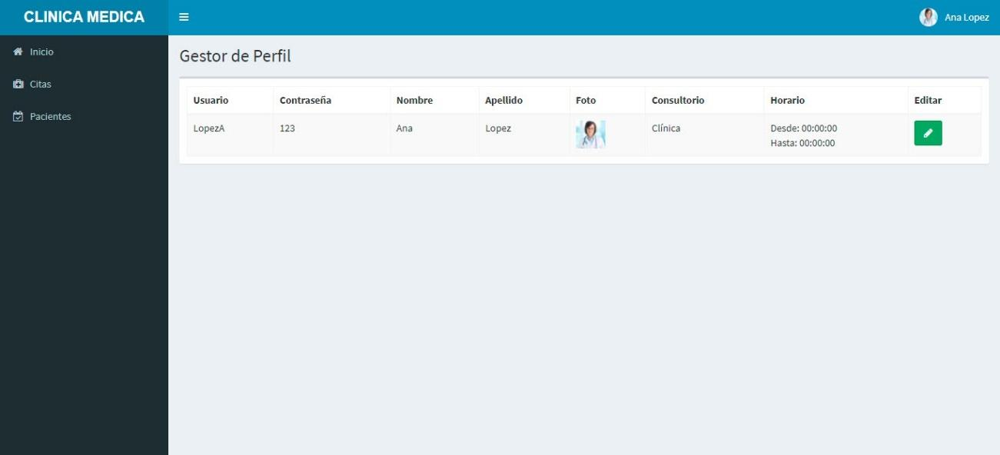 CLINICA MEDICA
Ana Lopez
Inicio
Citas
Pacientes
Gestor de Perfil
Usuario Contraseña Nombre Apellido Foto Consultorio Horario Editar
LopezA 123 Ana Lopez Clínica Desde: 00:00:00
Hasta: 00:00:00